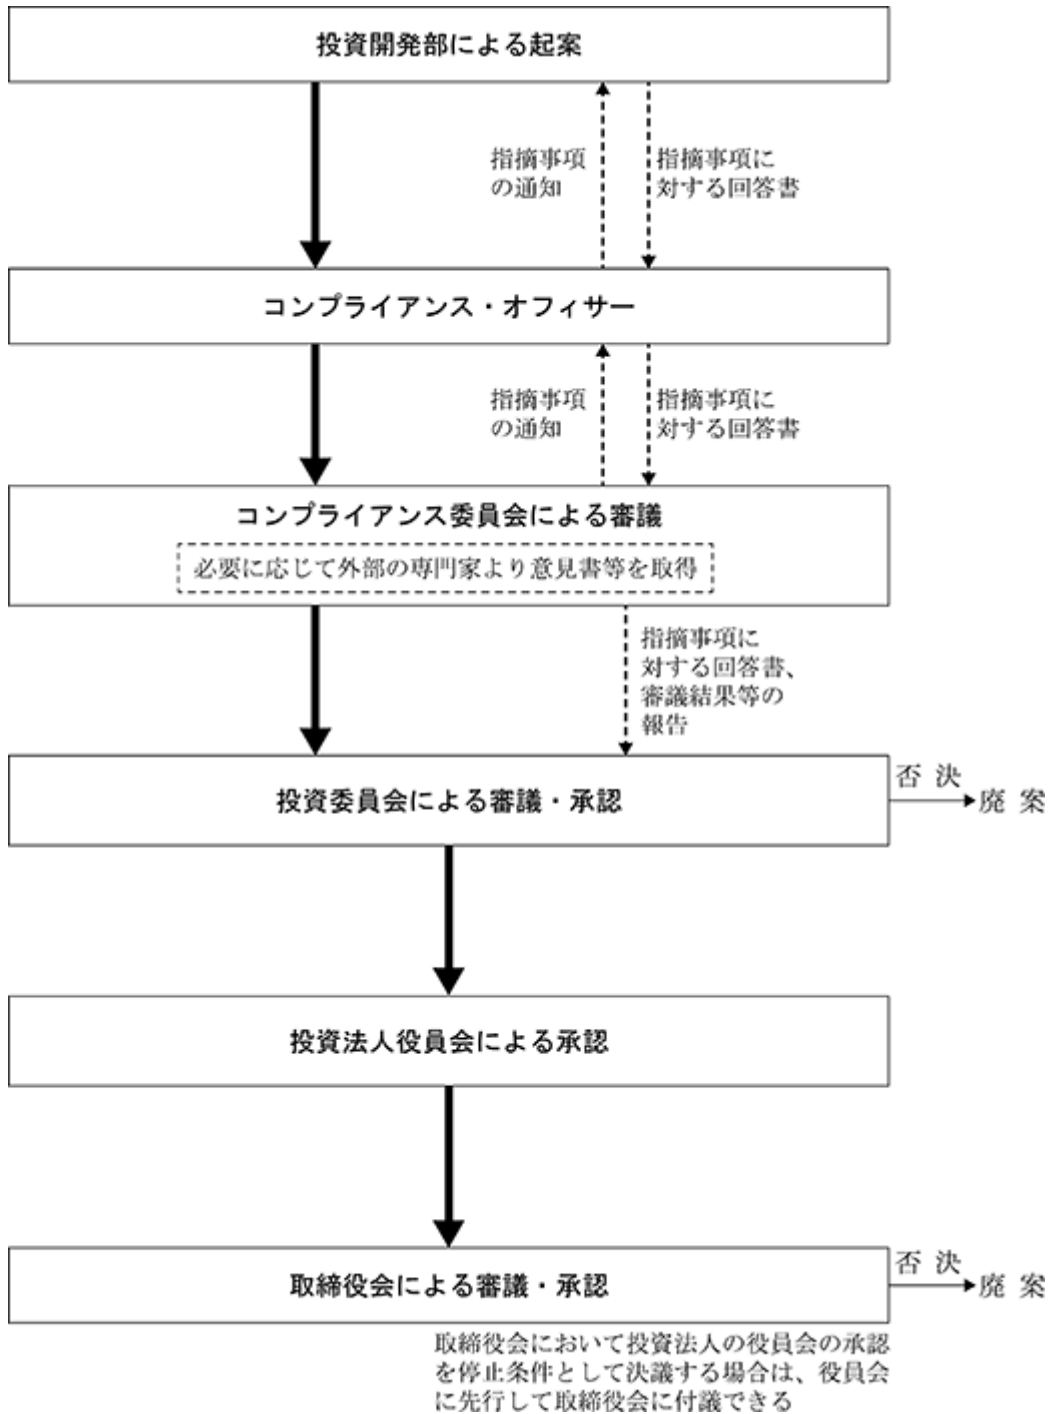 投資開発部による起案
指摘事項
の通知
指摘事項に
対する回答書
コンプライアンス・オフィサー
指摘事項
の通知
指摘事項に
対する回答書
コンプライアンス委員会による審議
必要に応じて外部の専門家より意見書等を取得
指摘事項に
対する回答書、
審議結果等の
報告
投資委員会による審議・承認
否 決
廃 案
投資法人役員会による承認
取締役会による審議・承認
否 決
廃 案
取締役会において投資法人の役員会の承認
を停止条件として決議する場合は、役員会
に先行して取締役会に付議できる